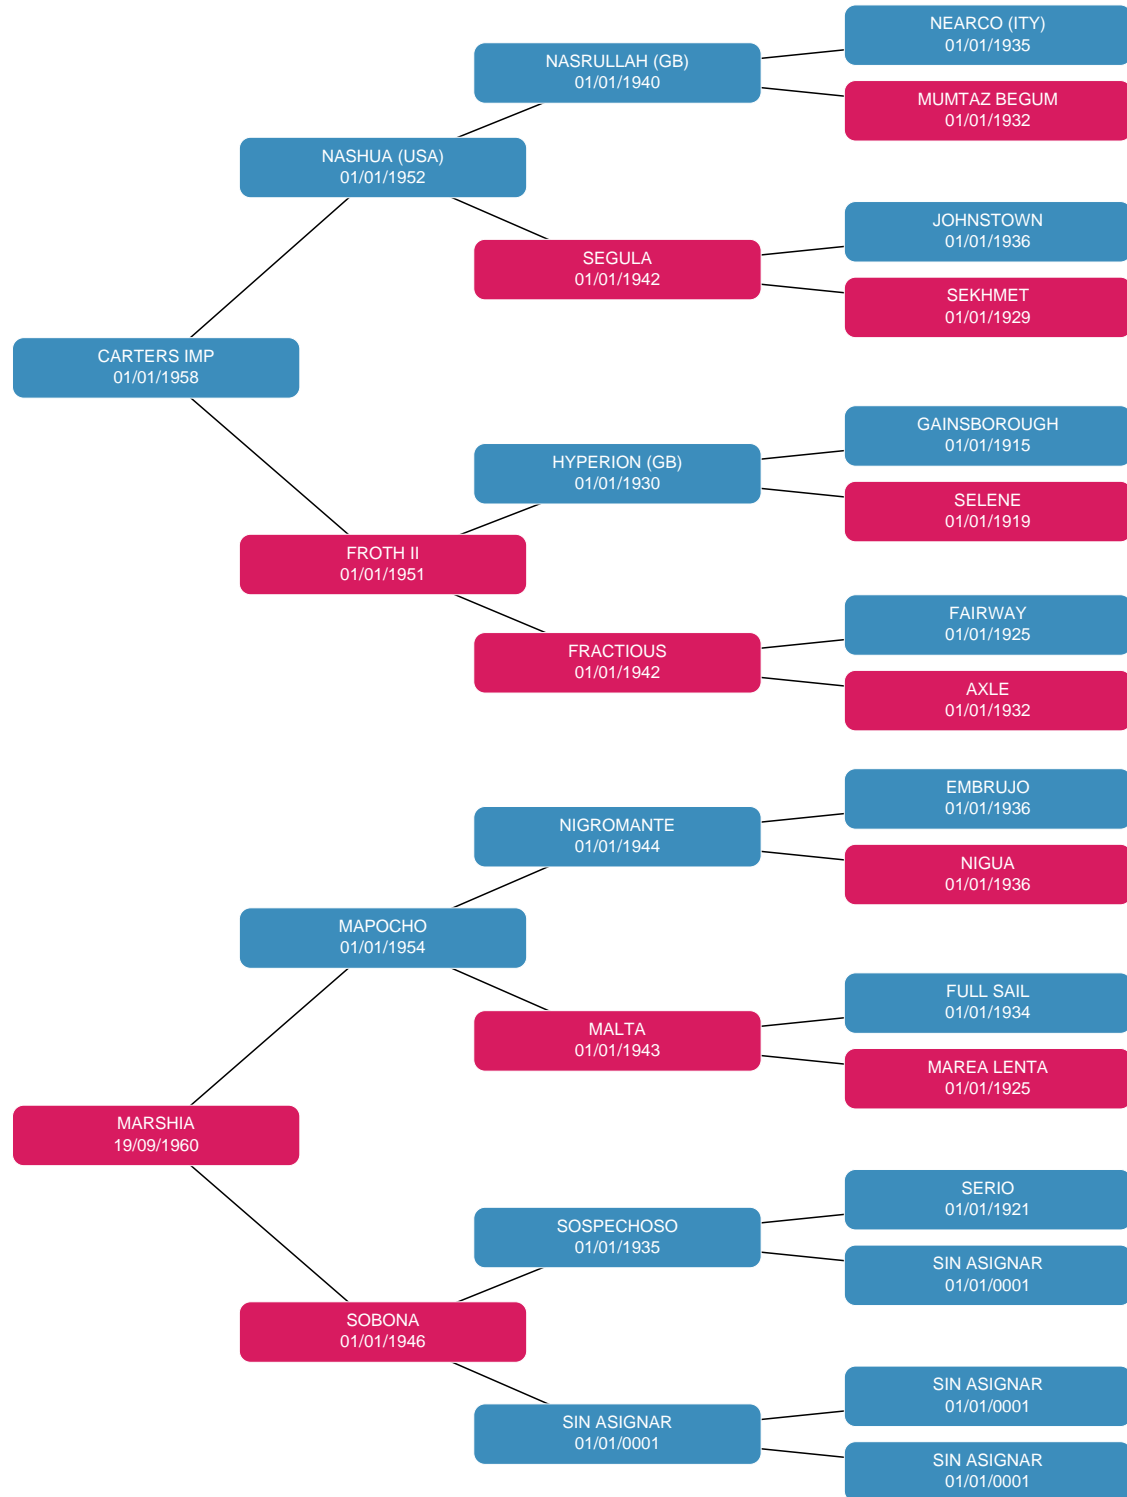 NEARCO (ITY)
01/01/1935
NASRULLAH (GB)
01/01/1940
MUMTAZ BEGUM
01/01/1932
NASHUA (USA)
01/01/1952
JOHNSTOWN
01/01/1936
SEGULA
01/01/1942
SEKHMET
01/01/1929
CARTERS IMP
01/01/1958
GAINSBOROUGH
01/01/1915
HYPERION (GB)
01/01/1930
SELENE
01/01/1919
FROTH II
01/01/1951
FAIRWAY
01/01/1925
FRACTIOUS
01/01/1942
AXLE
01/01/1932
EMBRUJO
01/01/1936
NIGROMANTE
01/01/1944
NIGUA
01/01/1936
MAPOCHO
01/01/1954
FULL SAIL
01/01/1934
MALTA
01/01/1943
MAREA LENTA
01/01/1925
MARSHIA
19/09/1960
SERIO
01/01/1921
SOSPECHOSO
01/01/1935
SIN ASIGNAR
01/01/0001
SOBONA
01/01/1946
SIN ASIGNAR
01/01/0001
SIN ASIGNAR
01/01/0001
SIN ASIGNAR
01/01/0001